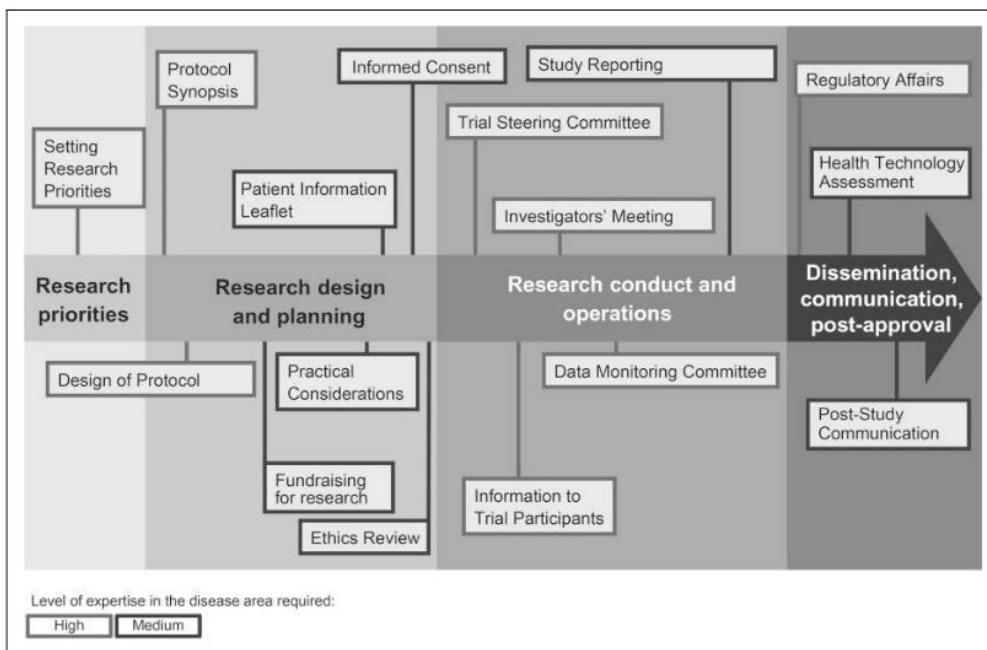 Protocol
Synopsis
Informed Consent
Study Reporting
Regulatory Affairs
Trial Steering Committee
Setting
Research
Priorities
Health Technology
Assessment
Patient Information
Leaflet
Investigators’ Meeting
Research
priorities
Research design
and planning
Research conduct and
operations
Dissemination,
communication,
post-approval
Design of Protocol
Practical
Considerations
Data Monitoring Committee
Post-Study
Communication
Fundraising
for research
Information to
Trial Participants
Ethics Review
Level of expertise in the disease area required:
High
Medium